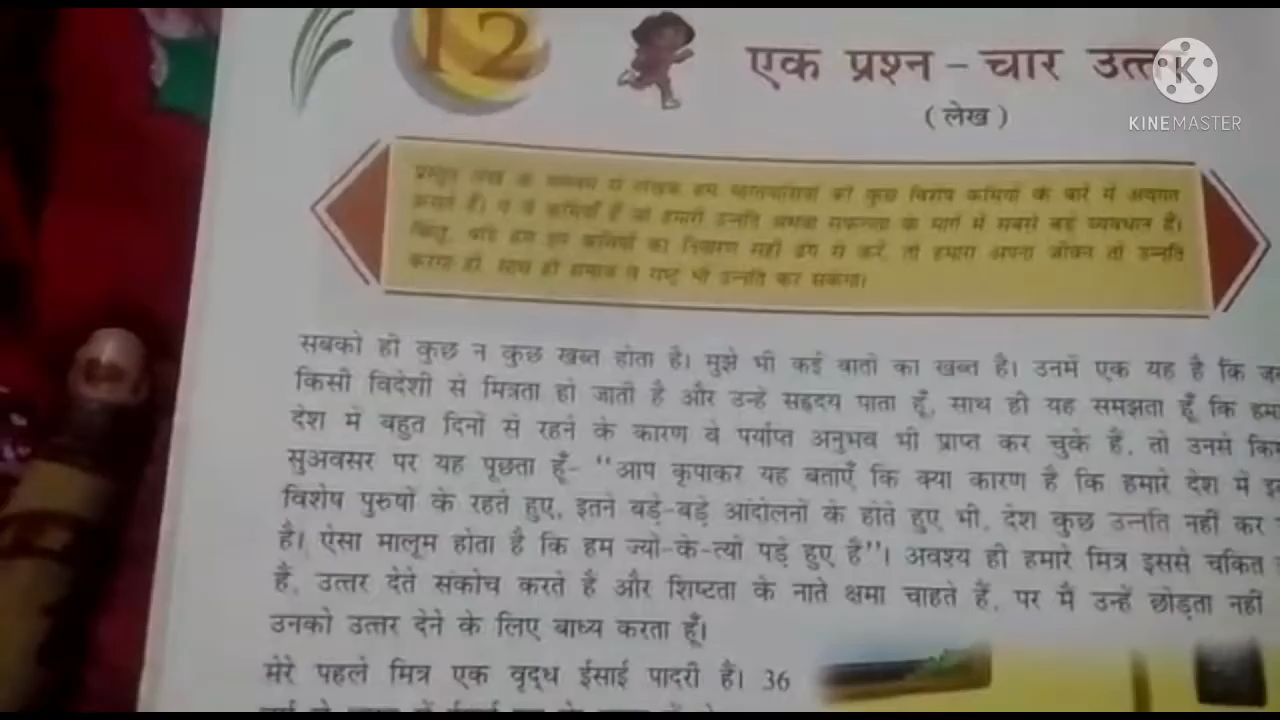 12
एक प्रश्न - चार उत्त
K
KINEMASTER
(लेख)
प्रस्तुत लेख के माध्यम से लेखक हम भारतवासियों की कुछ विशेष कमियों के बारे में अवगत
कराते हैं। ये वे कमियाँ हैं जो हमारी उन्नति अथवा सफलता के मार्ग में सबसे बड़े व्यवधान हैं।
किंतु, यदि हम इन कमियों का निवारण सही ढंग से करें, तो हमारा अपना जीवन तो उन्नति
करेगा ही, साथ ही समाज व राष्ट्र भी उन्नति कर सकेगा।
सबको ही कुछ न कुछ खब्त होता है। मुझे भी कई बातों का खब्त है। उनमें एक यह है कि
किसी विदेशी से मित्रता हो जाती है और उन्हें सहृदय पाता हूँ, साथ ही यह समझता हूँ कि
देश में बहुत दिनों से रहने के कारण वे पर्याप्त अनुभव भी प्राप्त कर चुके हैं, तो उनसे
सुअवसर पर यह पूछता हूँ- "आप कृपाकर यह बताएँ कि क्या कारण है कि हमारे देश में
विशेष पुरुषों के रहते हुए, इतने बड़े-बड़े आंदोलनों के होते हुए भी, देश कुछ उन्नति नहीं कर
है। ऐसा मालूम होता है कि हम ज्यों-के-त्यों पड़े हुए हैं"। अवश्य ही हमारे मित्र इससे चकित
हैं, उत्तर देते संकोच करते हैं और शिष्टता के नाते क्षमा चाहते हैं, पर मैं उन्हें छोड़ता नहीं
उनको उत्तर देने के लिए बाध्य करता हूँ।
मेरे पहले मित्र एक वृद्ध ईसाई पादरी हैं। 36